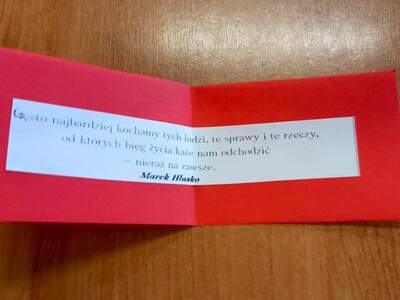 Często najbardziej kochamy tych ludzi, te sprawy i te rzeczy,
od których bieg życia każe nam odchodzić
– nieraz na zawsze.
Marek Hłasko